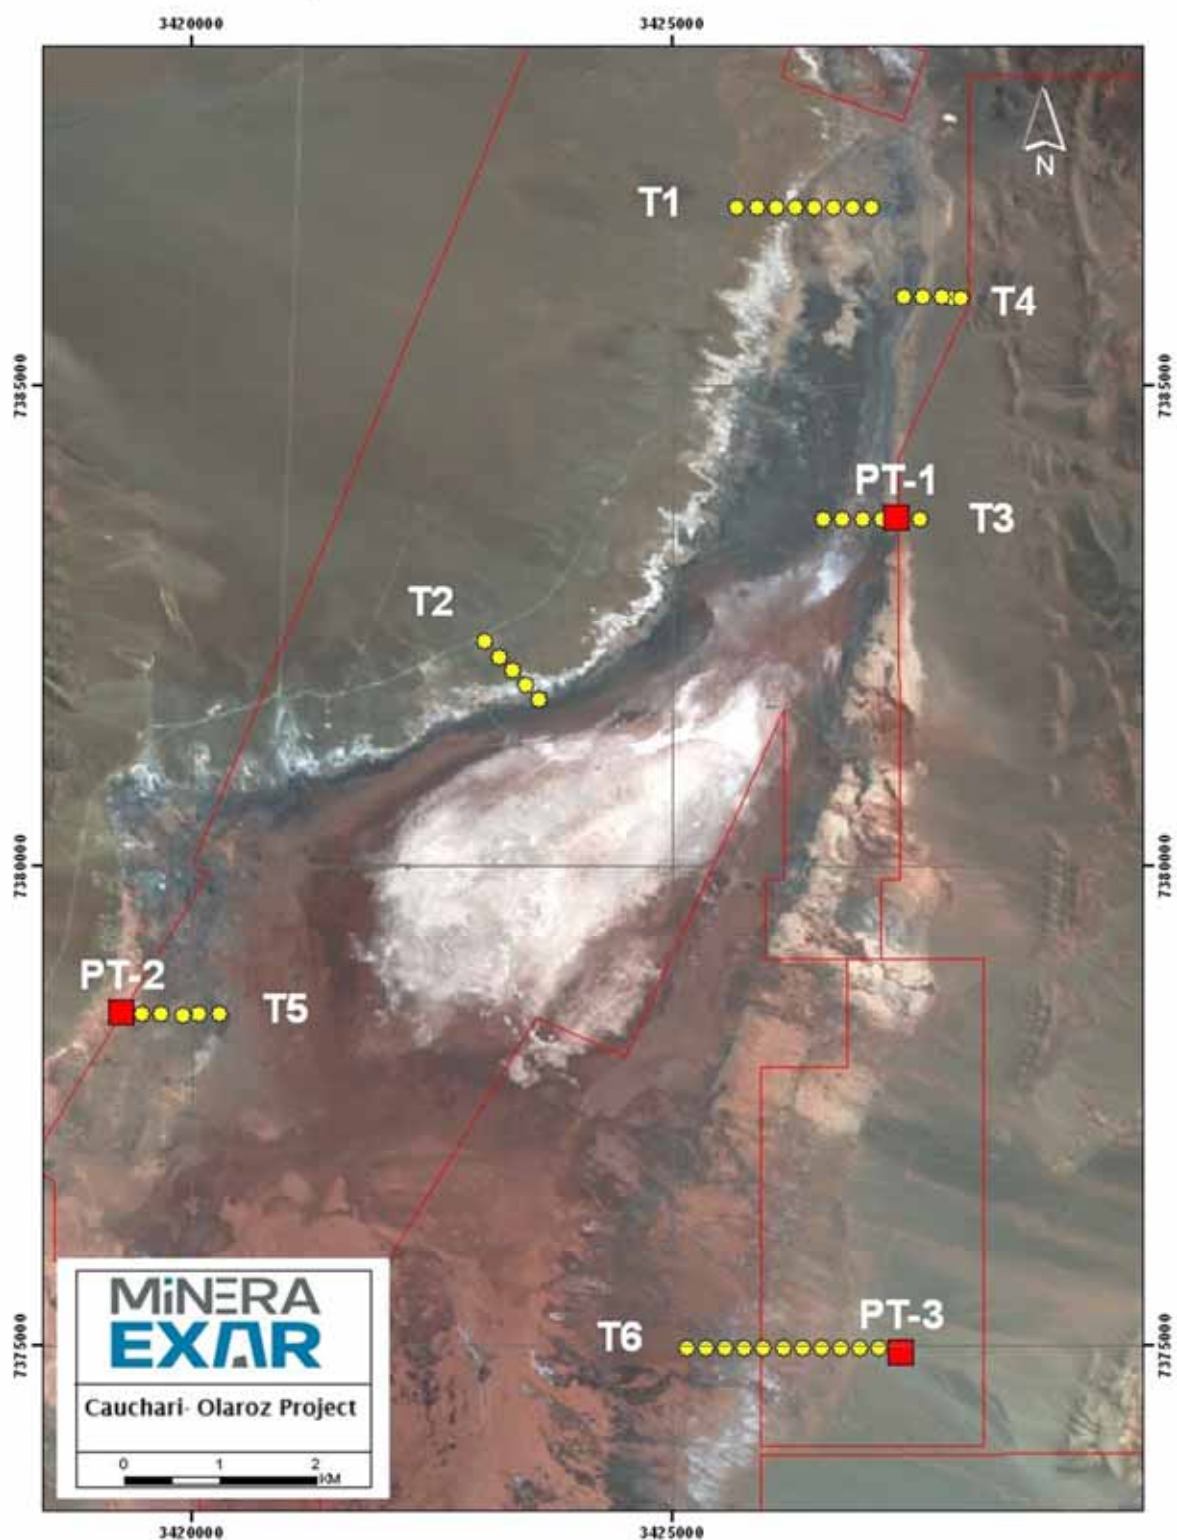 3420000 3425000
N
T1
T4
7385000 7385000
PT-1
T3
T2
7380000 7380000
PT-2
T5
PT-3
T6
7375000 7375000
MiNERA
EXAR
Cauchari- Olaroz Project
0 1 2
KM
3420000 3425000